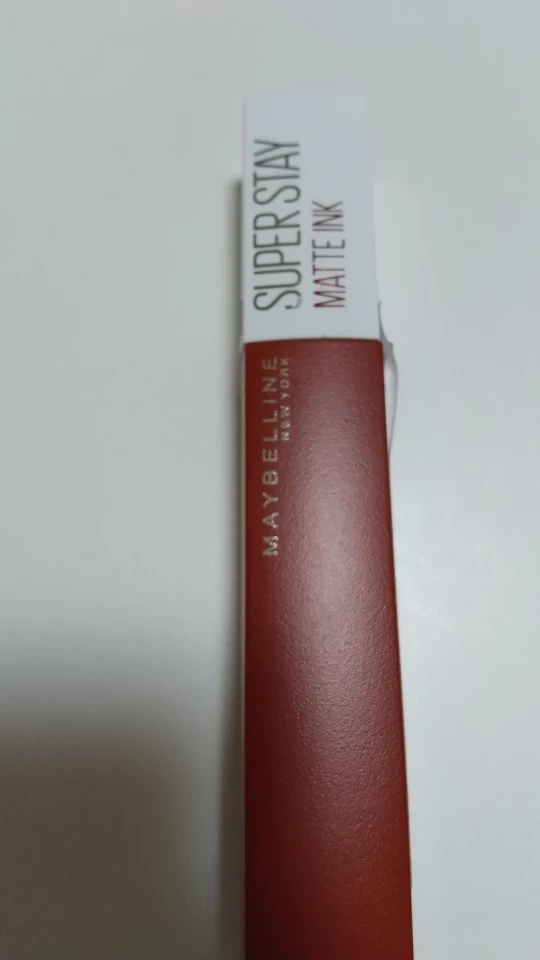 SUPER STAY
MATTE INK
MAYBELLINE
NEW YORK